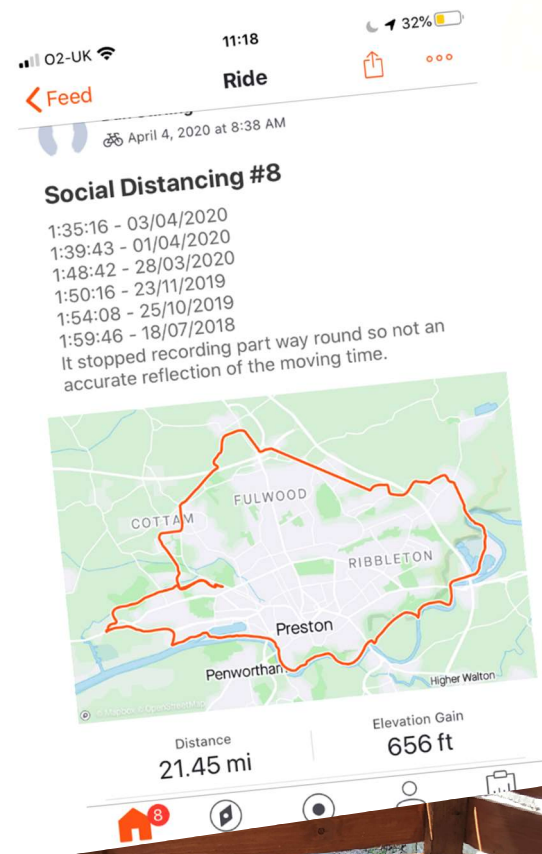 O2-UK
11:18
32%
Feed
Ride
April 4, 2020 at 8:38 AM
Social Distancing #8
1:35:16 - 03/04/2020
1:39:43 - 01/04/2020
1:48:42 - 28/03/2020
1:50:16 - 23/11/2019
1:54:08 - 25/10/2019
1:59:46 - 18/07/2018
It stopped recording part way round so not an
accurate reflection of the moving time.
FULWOOD
COTTAM
RIBBLETON
Preston
Penwortham
Higher Walton
© Mapbox © OpenStreetMap
Distance
21.45 mi
Elevation Gain
656 ft
8